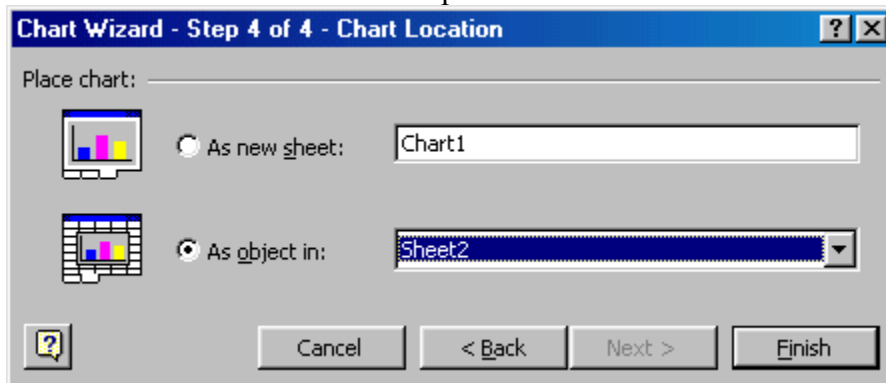 Chart Wizard - Step 4 of 4 - Chart Location
Place chart:
As new sheet: Chart1
As object in: Sheet2
Cancel < Back Next > Finish